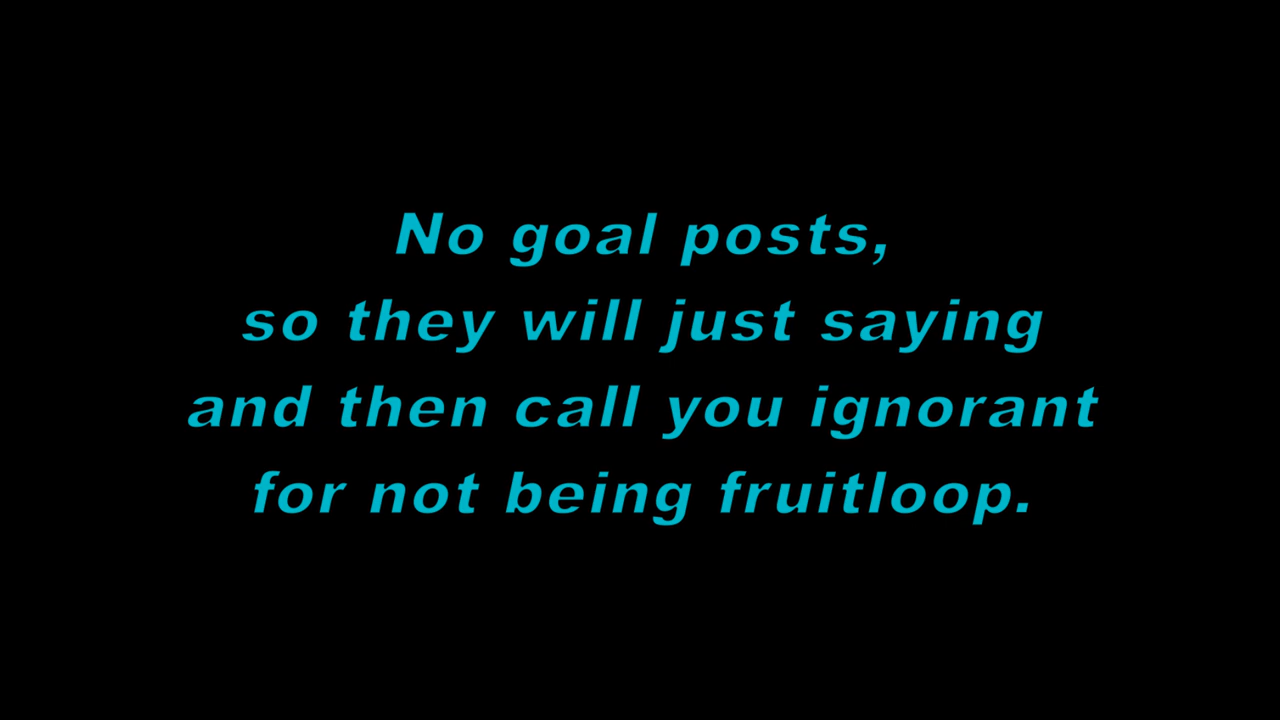 No goal posts,
so they will just saying
and then call you ignorant
for not being fruitloop.